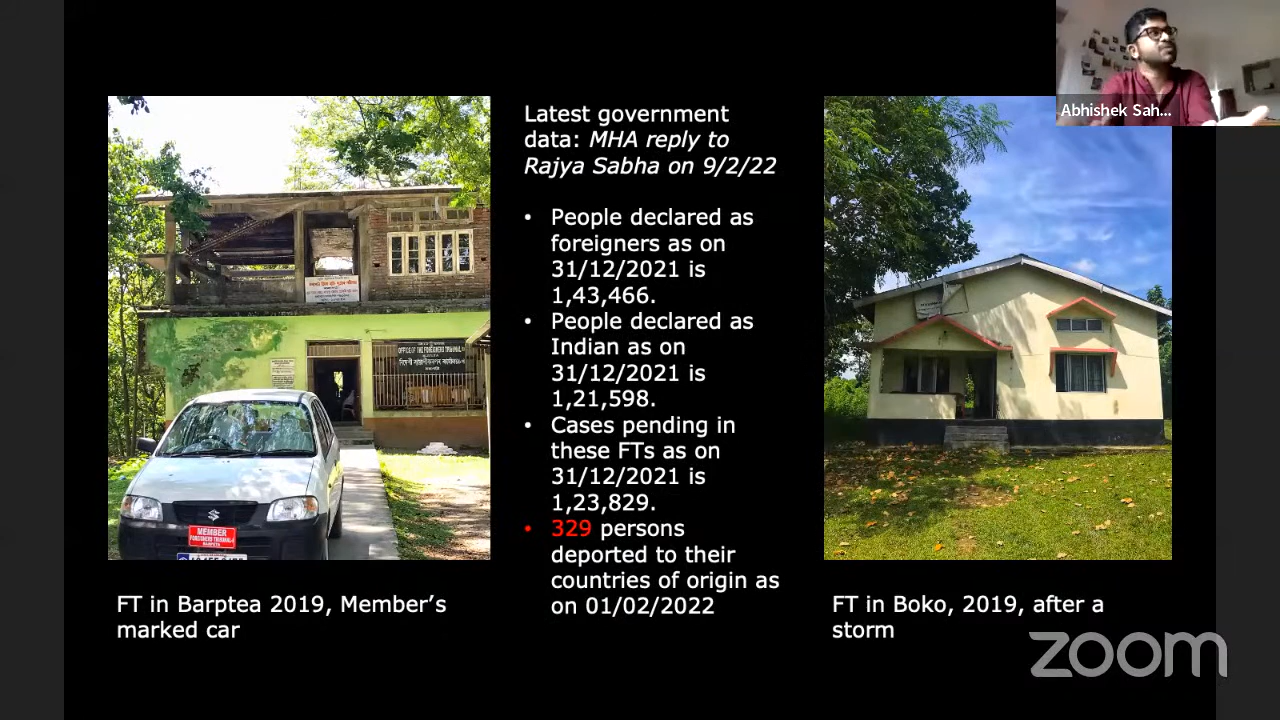 Abhishek Sah...
Latest government
data: MHA reply to
Rajya Sabha on 9/2/22
• People declared as
foreigners as on
31/12/2021 is
1,43,466.
• People declared as
Indian as on
31/12/2021 is
1,21,598.
• Cases pending in
these FTs as on
31/12/2021 is
1,23,829.
• 329 persons
deported to their
countries of origin as
on 01/02/2022
OFFICE OF THE FOREIGNERS TRIBUNAL
MEMBER
FOREIGNERS TRIBUNAL
BARPETA
FT in Barptea 2019, Member’s
marked car
FT in Boko, 2019, after a
storm
zoom